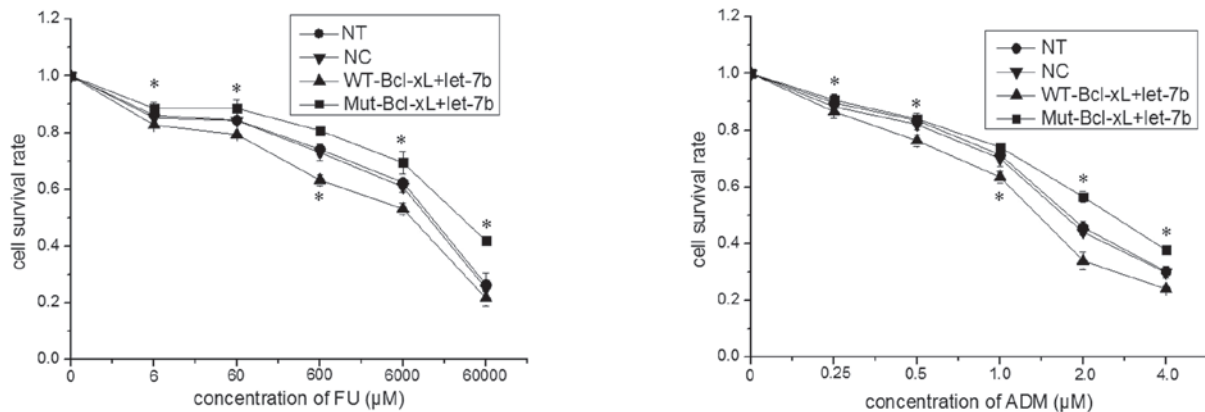 1.2
1.0
0.8
0.6
0.4
0.2
0.0
cell survival rate
NT
NC
WT-Bcl-xL+let-7b
Mut-Bcl-xL+let-7b
* * * * *
0 6 60 600 6000 60000
concentration of FU (μM)
1.2
1.0
0.8
0.6
0.4
0.2
0.0
cell survival rate
NT
NC
WT-Bcl-xL+let-7b
Mut-Bcl-xL+let-7b
* * * * *
0 0.25 0.5 1.0 2.0 4.0
concentration of ADM (μM)